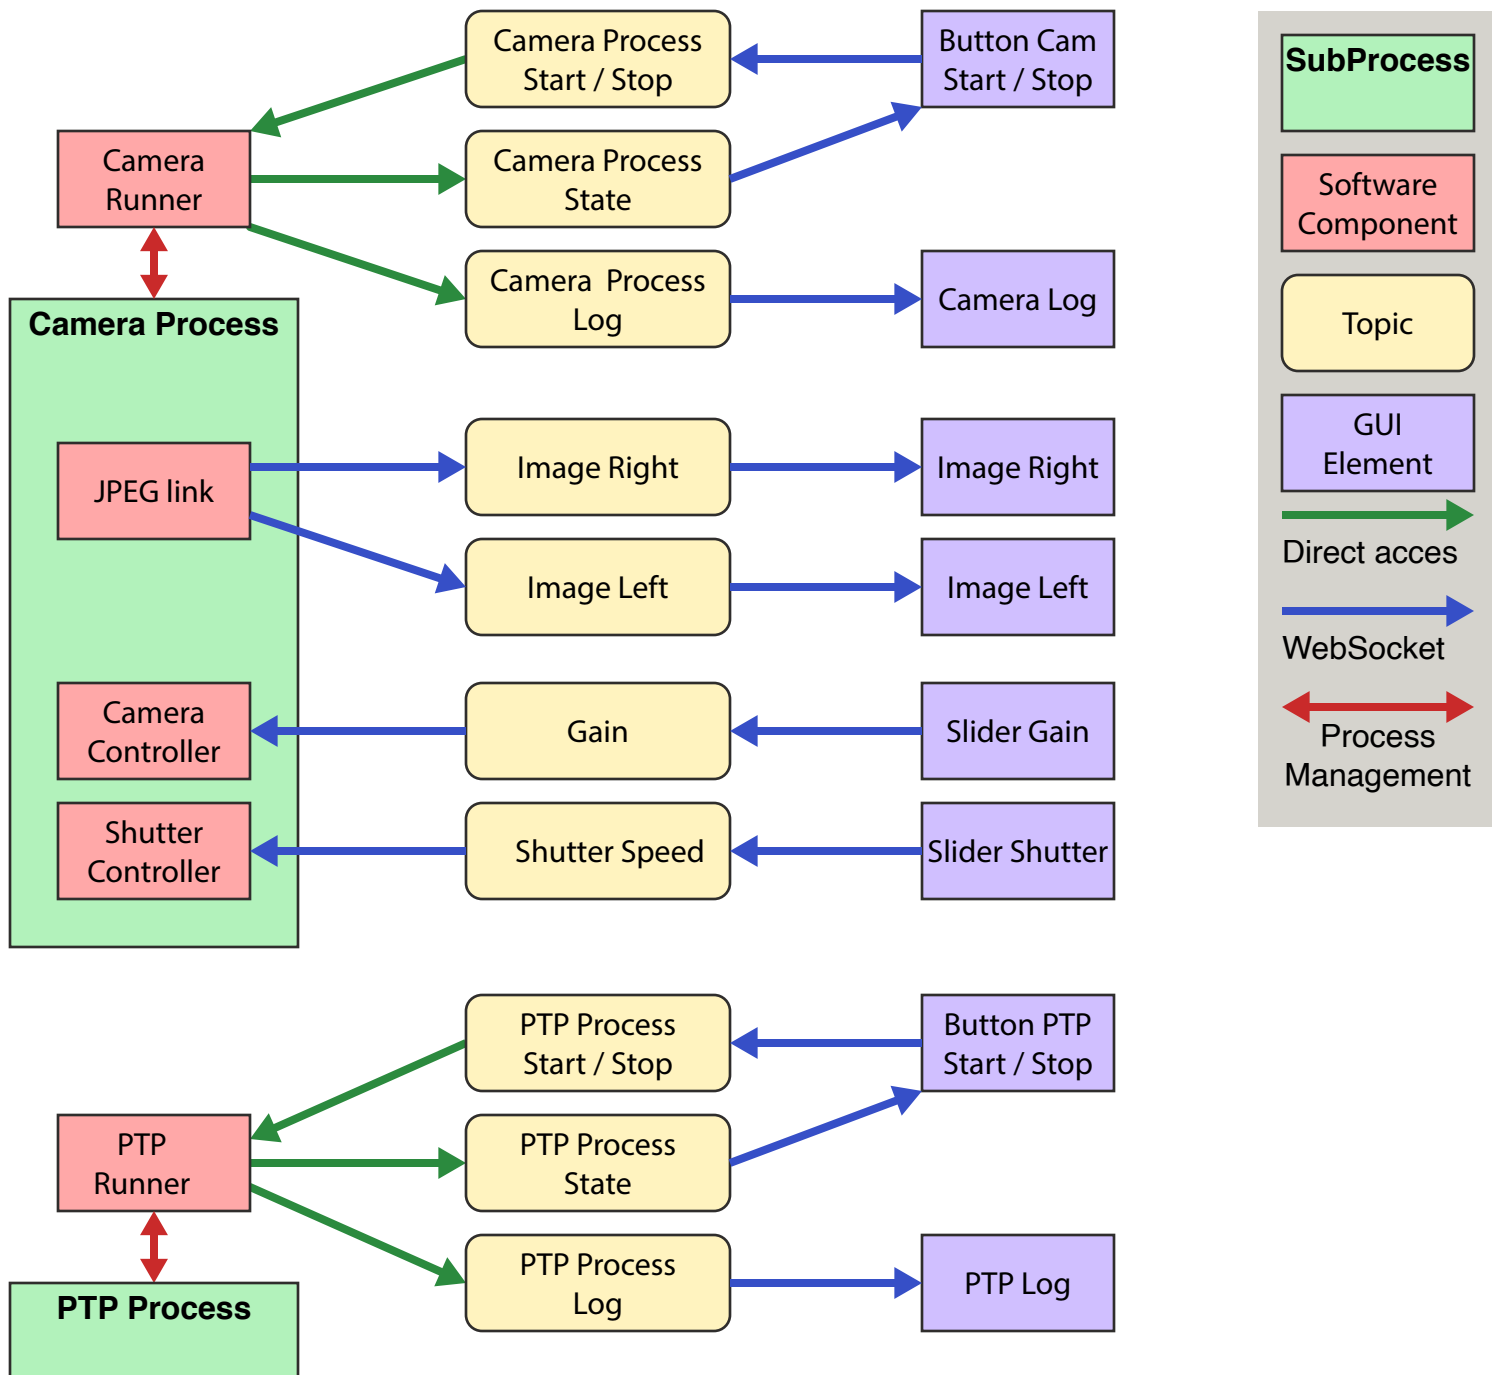 Camera Process
Start / Stop
Button Cam
Start / Stop
Camera
Runner
Camera Process
State
Camera  Process
Log
Camera Log
Camera Process
JPEG link
Image Right
Image Right
Image Left
Image Left
Camera
Controller
Gain
Slider Gain
Shutter
Controller
Shutter Speed
Slider Shutter
PTP Process
Start / Stop
Button PTP
Start / Stop
PTP
Runner
PTP Process
State
PTP Process
Log
PTP Log
PTP Process
SubProcess
Software
Component
Topic
GUI
Element
Direct acces
WebSocket
Process
Management